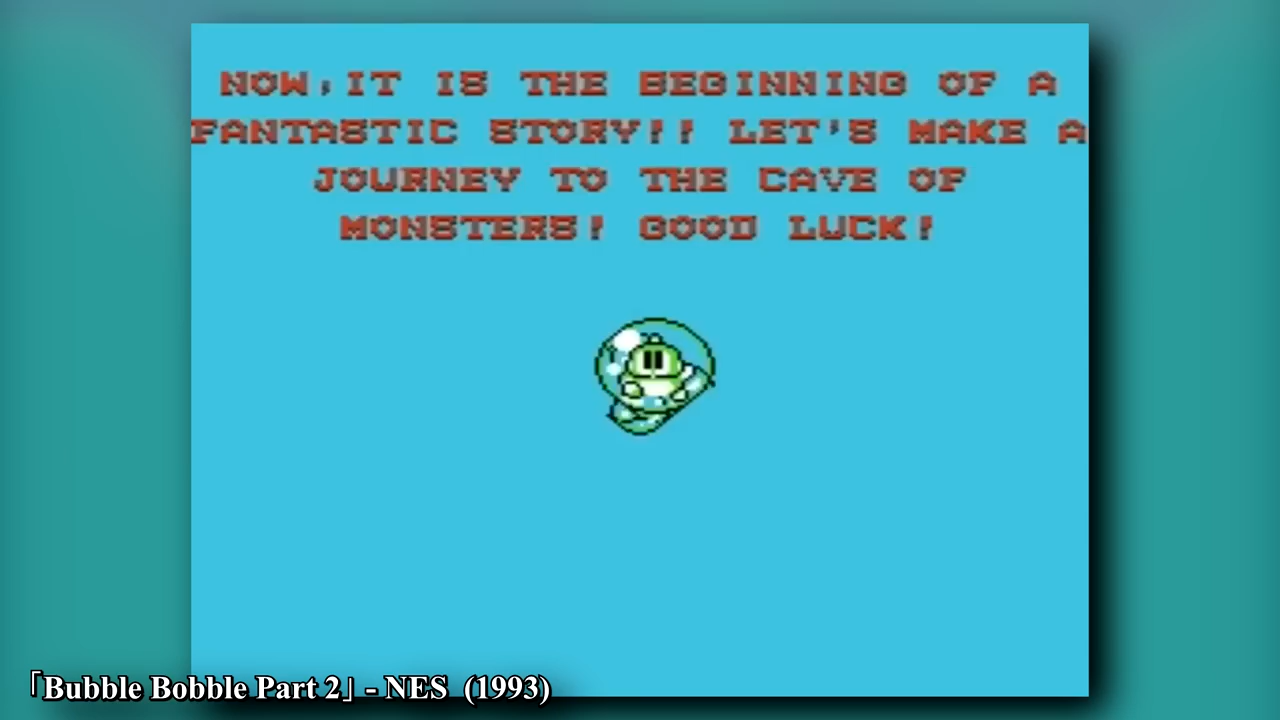 NOW,IT IS THE BEGINNING OF A
FANTASTIC STORY!! LET'S MAKE A
JOURNEY TO THE CAVE OF
MONSTERS! GOOD LUCK!
「Bubble Bobble Part 2」 - NES (1993)